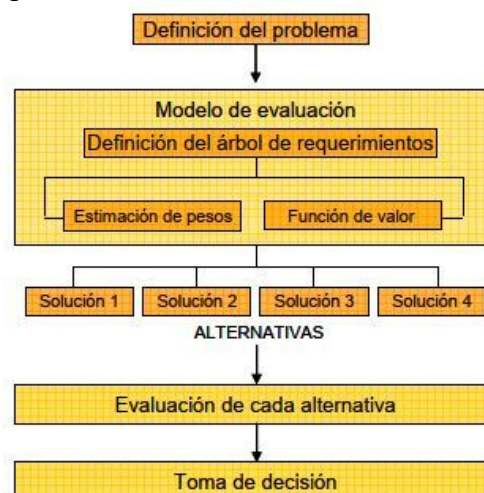 Definición del problema
Modelo de evaluación
Definición del árbol de requerimientos
Estimación de pesos
Función de valor
Solución 1
Solución 2
Solución 3
Solución 4
ALTERNATIVAS
Evaluación de cada alternativa
Toma de decisión